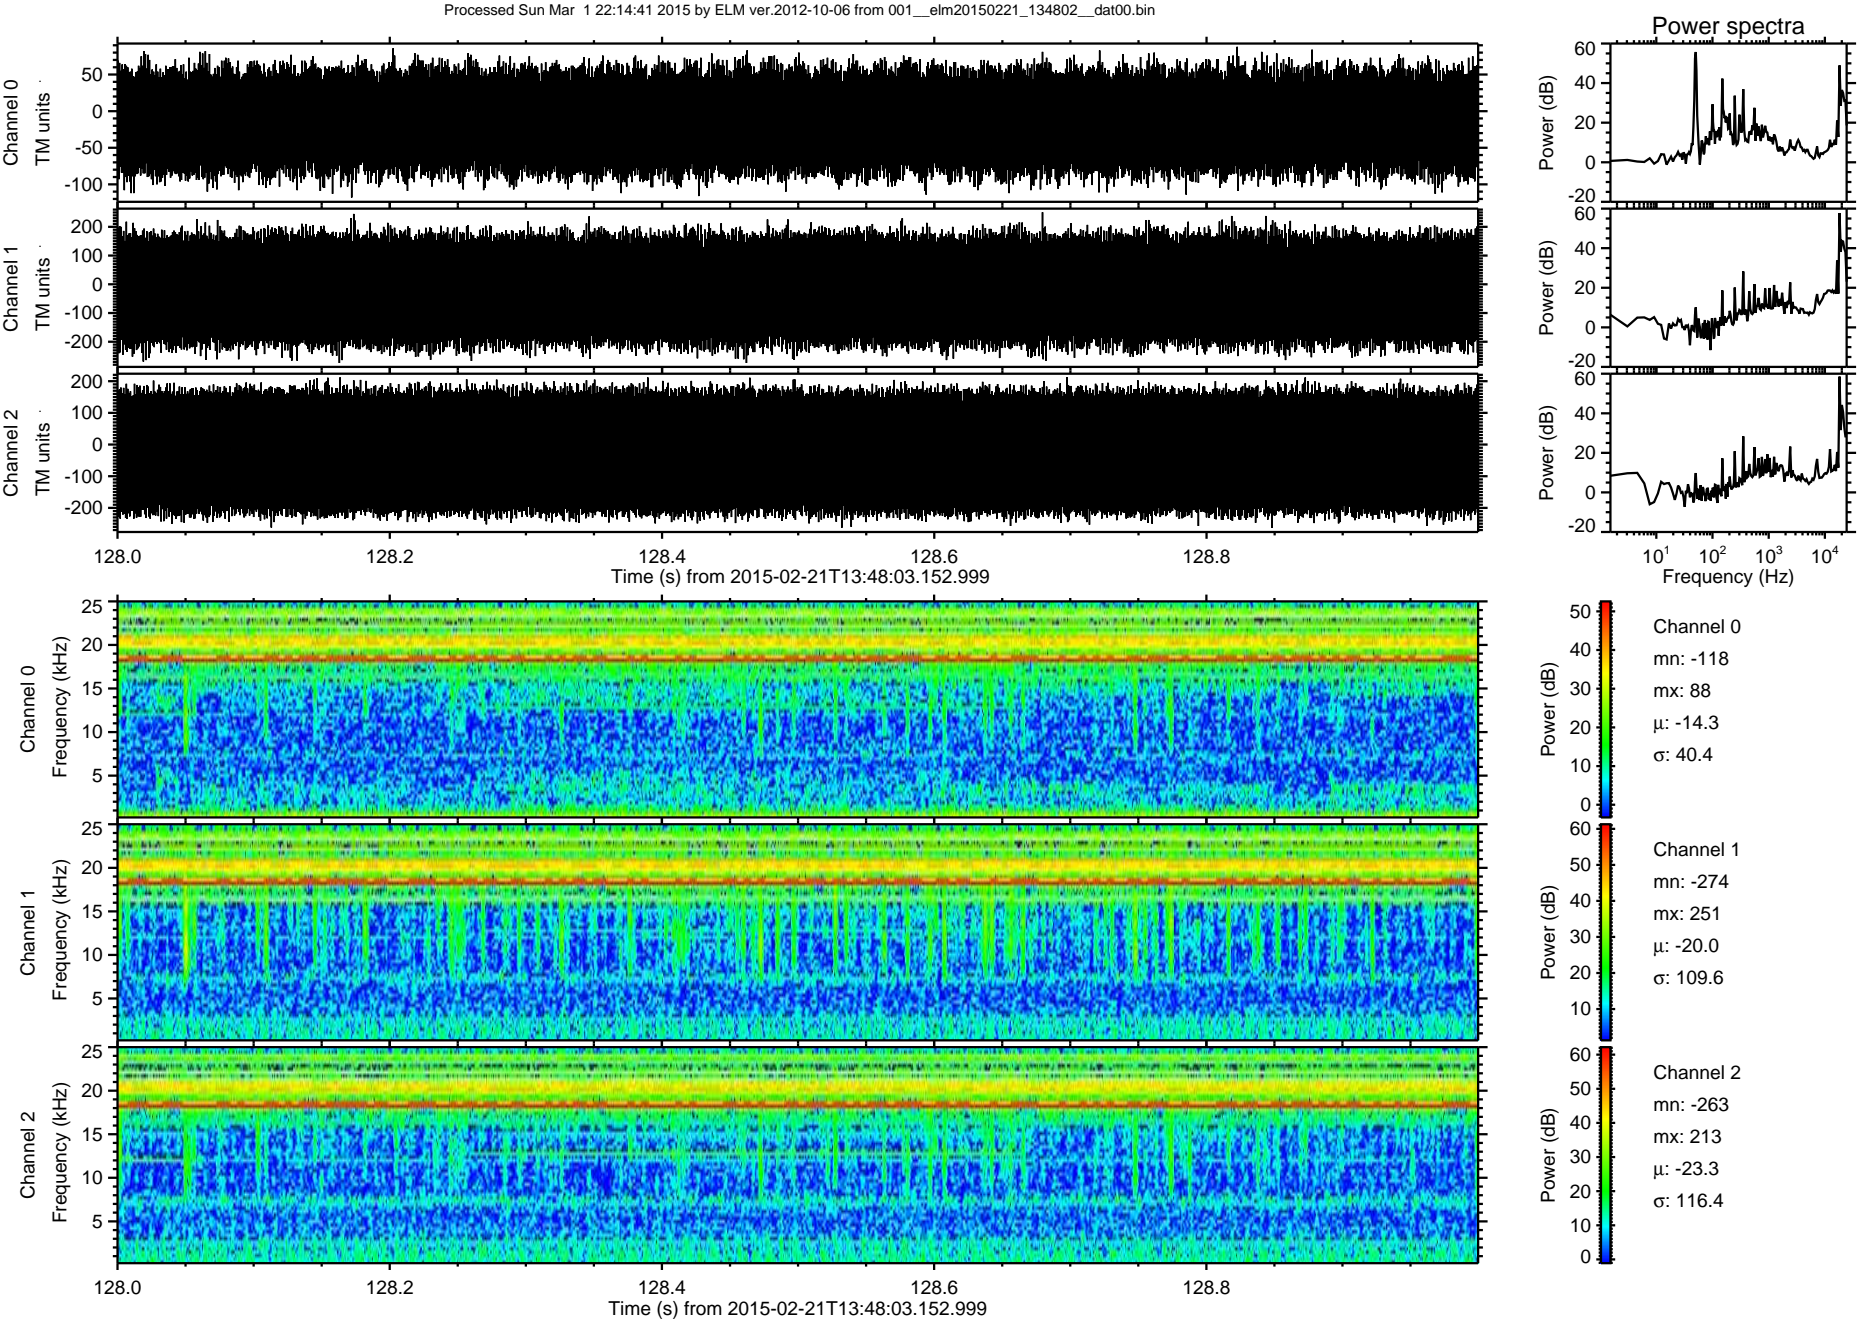 Processed Sun Mar  1 22:14:41 2015 by ELM ver.2012-10-06 from 001__elm20150221_134802__dat00.bin
Power spectra
Channel 0
TM units
50
0
-50
-100
Power (dB)
60
40
20
0
-20
Channel 1
TM units
200
100
0
-100
-200
Power (dB)
60
40
20
0
-20
Channel 2
TM units
200
100
0
-100
-200
Power (dB)
60
40
20
0
-20
128.0 128.2 128.4 128.6 128.8
Time (s) from 2015-02-21T13:48:03.152.999
10^1 10^2 10^3 10^4
Frequency (Hz)
Channel 0
Frequency (kHz)
25
20
15
10
5
Power (dB)
50
40
30
20
10
0
Channel 0
mn: -118
mx: 88
µ: -14.3
σ: 40.4
Channel 1
Frequency (kHz)
25
20
15
10
5
Power (dB)
60
50
40
30
20
10
Channel 1
mn: -274
mx: 251
µ: -20.0
σ: 109.6
Channel 2
Frequency (kHz)
25
20
15
10
5
Power (dB)
60
50
40
30
20
10
0
Channel 2
mn: -263
mx: 213
µ: -23.3
σ: 116.4
128.0 128.2 128.4 128.6 128.8
Time (s) from 2015-02-21T13:48:03.152.999